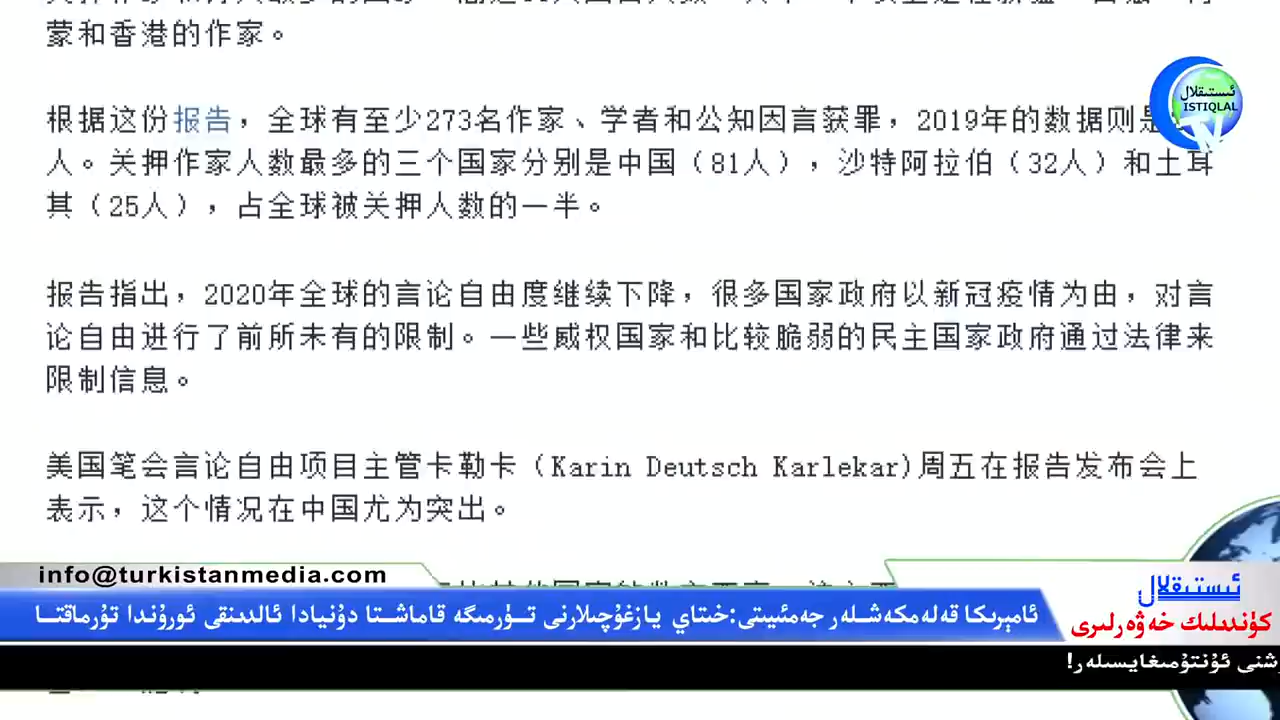 蒙和香港的作家。
根据这份报告，全球有至少273名作家、学者和公知因言获罪，2019年的数据则是
人。关押作家人数最多的三个国家分别是中国（81人），沙特阿拉伯（32人）和土耳
其（25人），占全球被关押人数的一半。
报告指出，2020年全球的言论自由度继续下降，很多国家政府以新冠疫情为由，对言
论自由进行了前所未有的限制。一些威权国家和比较脆弱的民主国家政府通过法律来
限制信息。
美国笔会言论自由项目主管卡勒卡（Karin Deutsch Karlekar)周五在报告发布会上
表示，这个情况在中国尤为突出。
ئىستىقلال
ISTIQLAL
info@turkistanmedia.com
ئىستىقلال
ئامېرىكا قەلەمكەشلەر جەمئىيىتى:خىتاي يازغۇچىلارنى تۈرمىگە قاماشتا دۇنيادا ئالدىنقى ئورۇندا تۇرماقتا
كۈندىلىك خەۋەرلىرى
ئۇنتۇمىغايسىلەر!